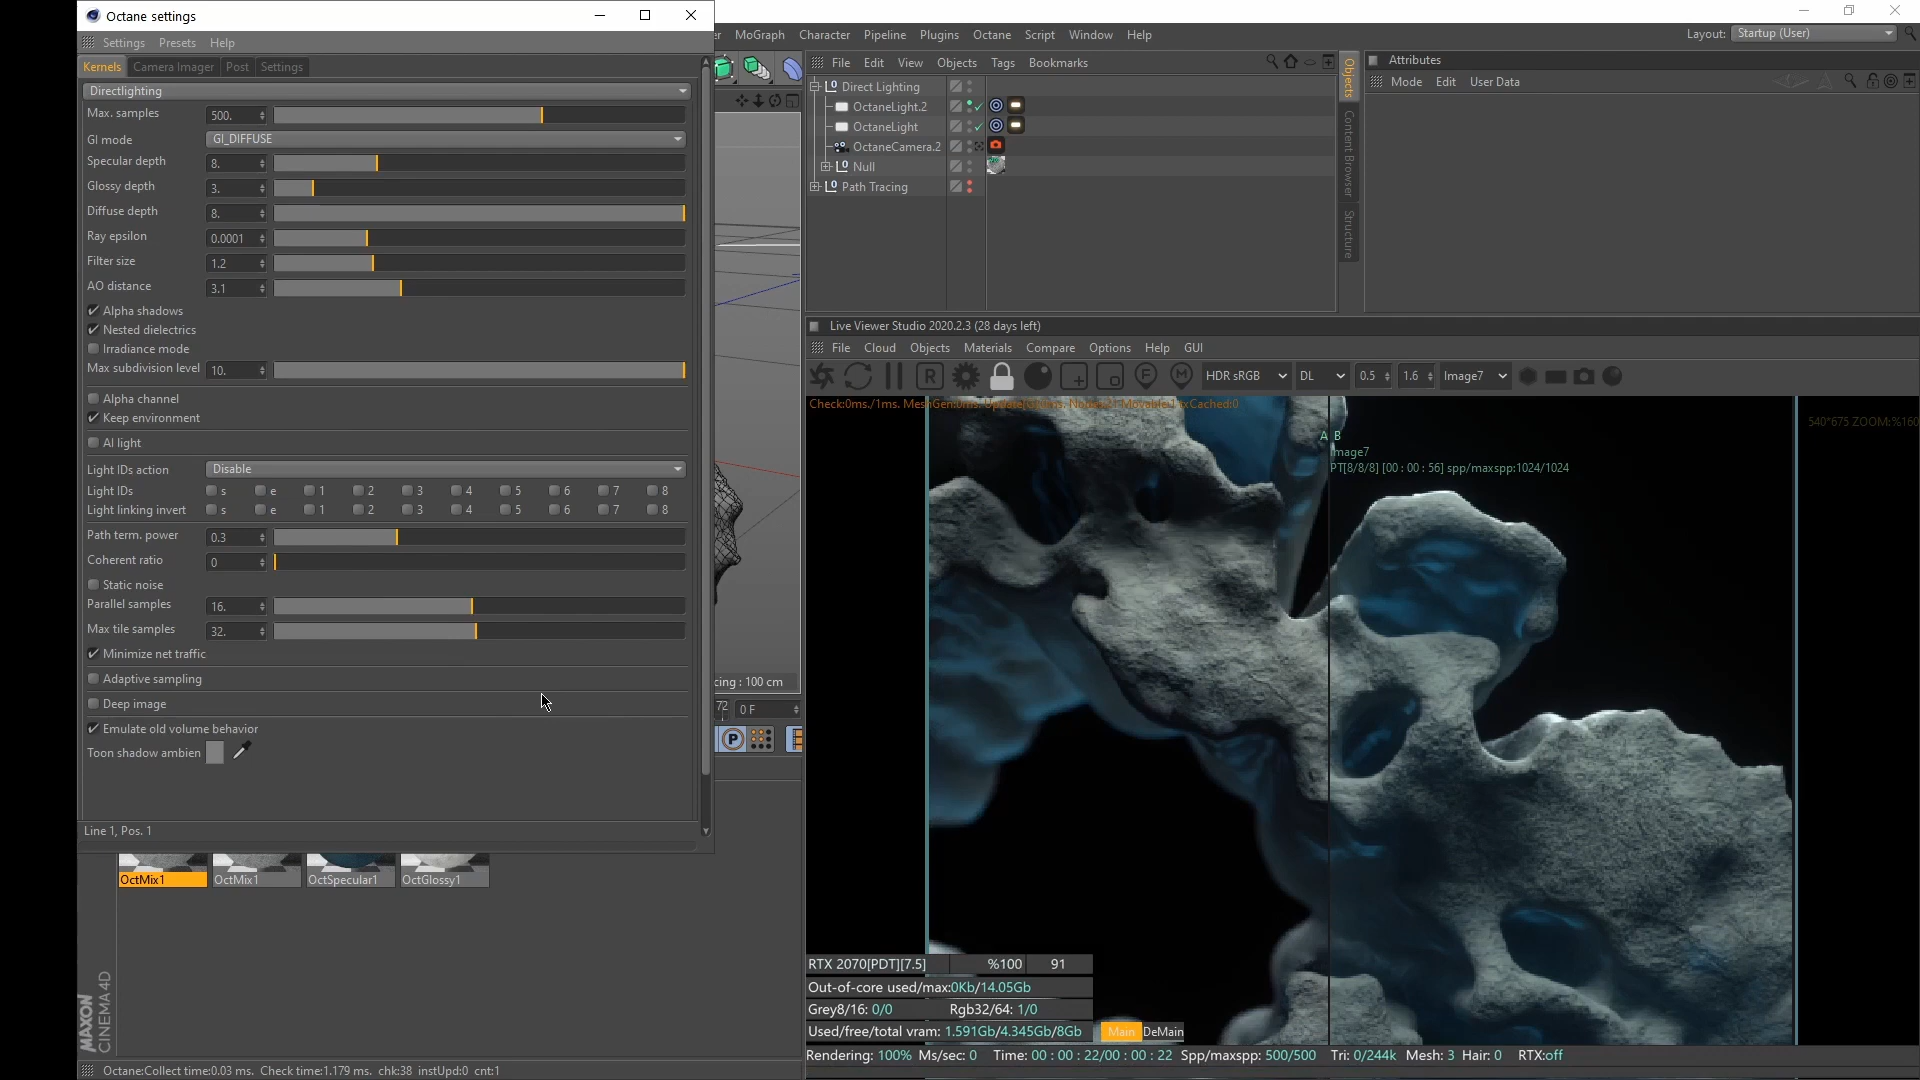 Octane settings
Settings Presets Help
Kernels Camera Imager Post Settings
Directlighting
Max. samples 500.
GI mode GI_DIFFUSE
Specular depth 8.
Glossy depth 3.
Diffuse depth 8.
Ray epsilon 0.0001
Filter size 1.2
AO distance 3.1
Alpha shadows
Nested dielectrics
Irradiance mode
Max subdivision level 10.
Alpha channel
Keep environment
AI light
Light IDs action Disable
Light IDs s e 1 2 3 4 5 6 7 8
Light linking invert s e 1 2 3 4 5 6 7 8
Path term. power 0.3
Coherent ratio 0
Static noise
Parallel samples 16.
Max tile samples 32.
Minimize net traffic
Adaptive sampling
Deep image
Emulate old volume behavior
Toon shadow ambien
Line 1, Pos. 1
OctMix1 OctMix1 OctSpecular1 OctGlossy1
MAXON
CINEMA 4D
Octane:Collect time:0.03 ms. Check time:1.179 ms. chk:38 instUpd:0 cnt:1
MoGraph Character Pipeline Plugins Octane Script Window Help
Layout: Startup (User)
cing : 100 cm
72 0 F
P
File Edit View Objects Tags Bookmarks
Direct Lighting
OctaneLight.2
OctaneLight
OctaneCamera.2
Null
Path Tracing
Objects
Content Browser
Structure
Attributes
Mode Edit User Data
Live Viewer Studio 2020.2.3 (28 days left)
File Cloud Objects Materials Compare Options Help GUI
R F M HDR sRGB DL 0.5 1.6 Image7
Check:0ms./1ms.
540*675 ZOOM:%160
A B
Image7
PT[8/8/8] [00 : 00 : 56] spp/maxspp:1024/1024
RTX 2070[PDT][7.5] %100 91
Out-of-core used/max:0Kb/14.05Gb
Grey8/16: 0/0 Rgb32/64: 1/0
Used/free/total vram: 1.591Gb/4.345Gb/8Gb Main DeMain
Rendering: 100% Ms/sec: 0 Time: 00 : 00 : 22/00 : 00 : 22 Spp/maxspp: 500/500 Tri: 0/244k Mesh: 3 Hair: 0 RTX:off